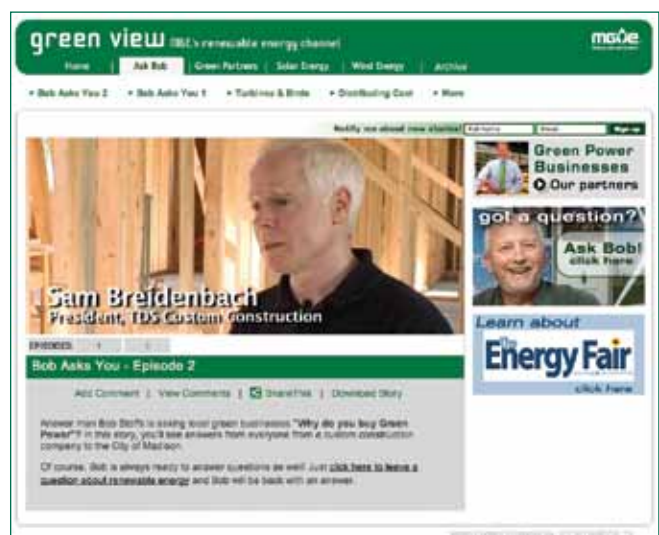 green view MGE's renewable energy channel
mge
Home | Ask Bob | Green Partners | Solar Energy | Wind Energy | Archive
Bob Asks You 2 Bob Asks You 1 Turbines & Birds Distributing Cost More
Notify me about new stories! Full Name Email Sign up
Sam Breidenbach
President, TDS Custom Construction
Green Power
Businesses
Our partners
got a question?
Ask Bob!
click here
Learn about
the
Energy Fair
click here
EPISODES: 1 2
Bob Asks You - Episode 2
Add Comment | View Comments | ShareThis | Download Story
Answer man Bob Stoffs is asking local green businesses "Why do you buy Green
Power"? In this story, you'll see answers from everyone from a custom construction
company to the City of Madison.
Of course, Bob is always ready to answer questions as well. Just click here to leave a
question about renewable energy and Bob will be back with an answer.